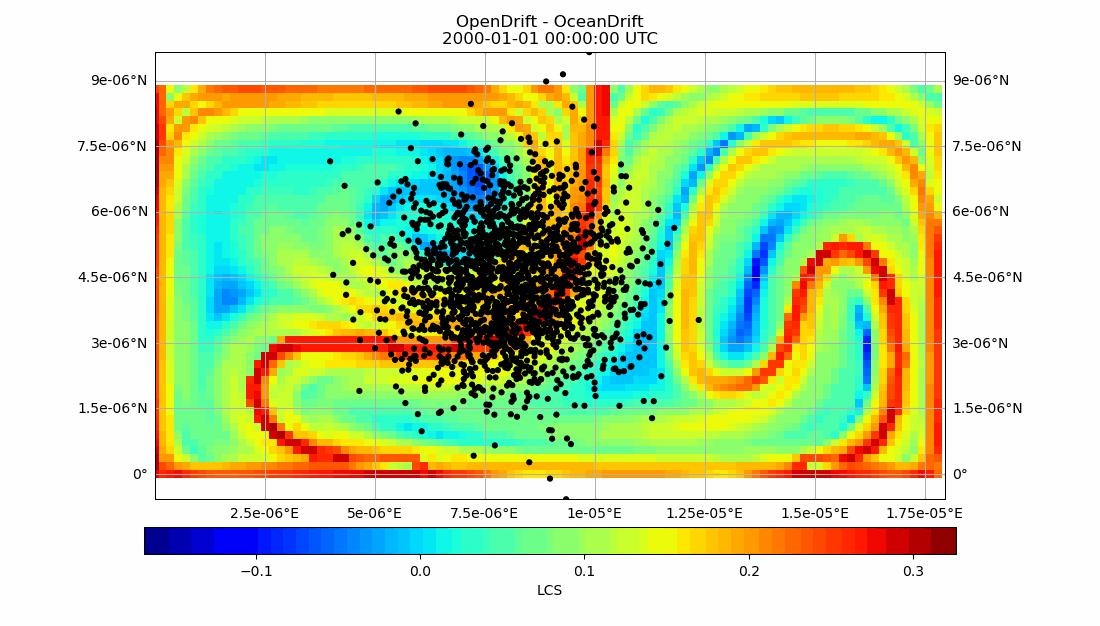 OpenDrift - OceanDrift
2000-01-01 00:00:00 UTC
9e-06°N 9e-06°N
7.5e-06°N 7.5e-06°N
6e-06°N 6e-06°N
4.5e-06°N 4.5e-06°N
3e-06°N 3e-06°N
1.5e-06°N 1.5e-06°N
0° 0°
2.5e-06°E 5e-06°E 7.5e-06°E 1e-05°E 1.25e-05°E 1.5e-05°E 1.75e-05°E
−0.1 0.0 0.1 0.2 0.3
LCS